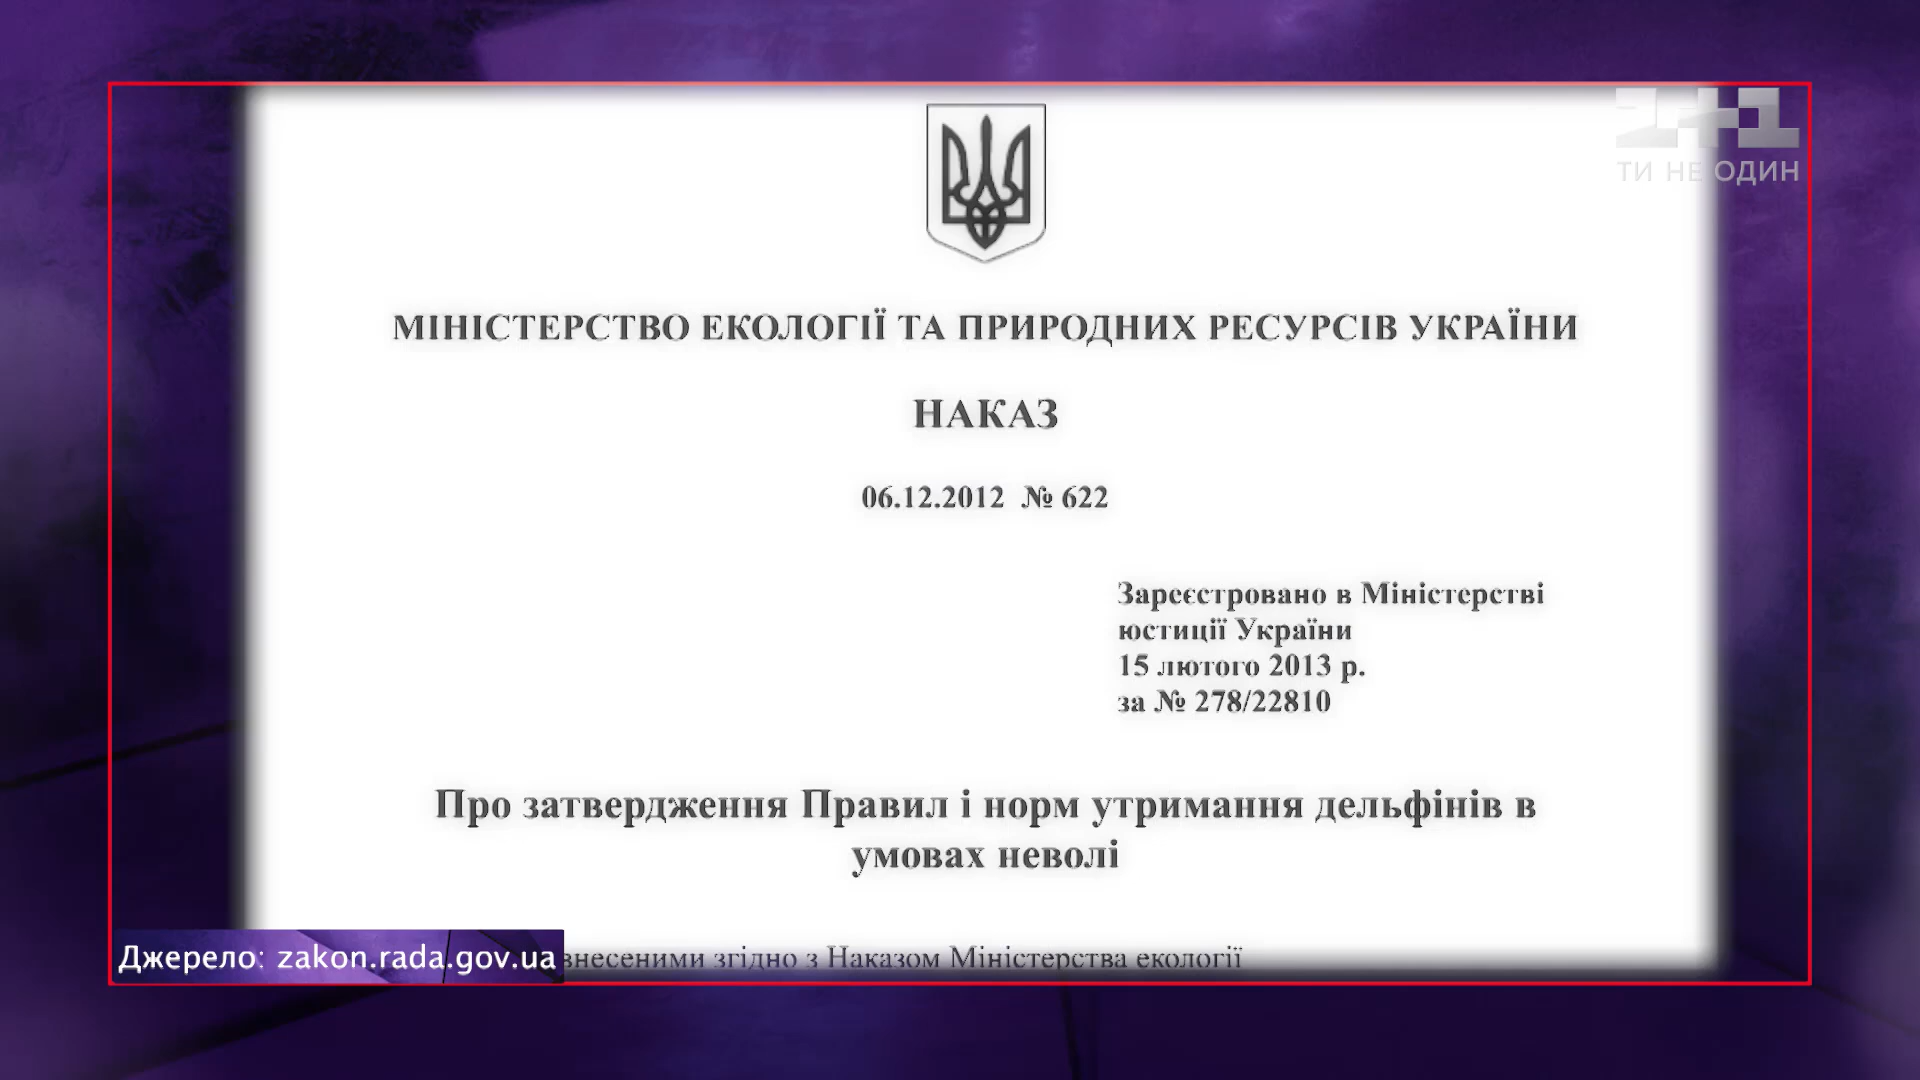 1+1
ТИ НЕ ОДИН
МІНІСТЕРСТВО ЕКОЛОГІЇ ТА ПРИРОДНИХ РЕСУРСІВ УКРАЇНИ
НАКАЗ
06.12.2012 № 622
Зареєстровано в Міністерстві
юстиції України
15 лютого 2013 р.
за № 278/22810
Про затвердження Правил і норм утримання дельфінів в
умовах неволі
внесеними згідно з Наказом Міністерства екології
Джерело: zakon.rada.gov.ua